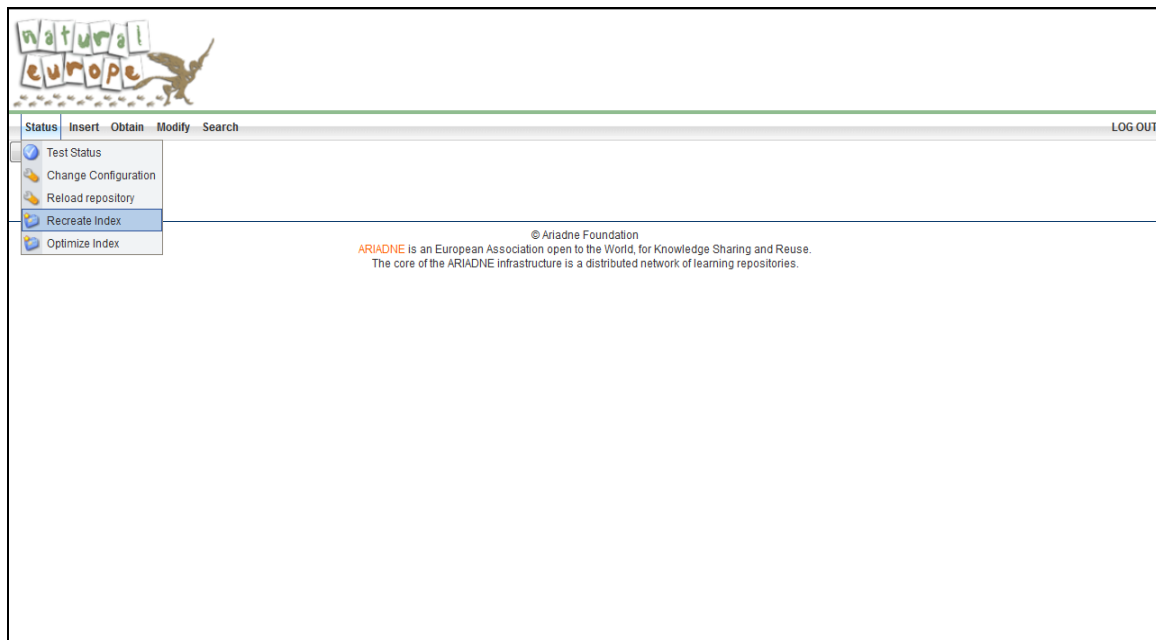 natural
europe
Status Insert Obtain Modify Search LOG OUT
Test Status
Change Configuration
Reload repository
Recreate Index
Optimize Index
© Ariadne Foundation
ARIADNE is an European Association open to the World, for Knowledge Sharing and Reuse.
The core of the ARIADNE infrastructure is a distributed network of learning repositories.